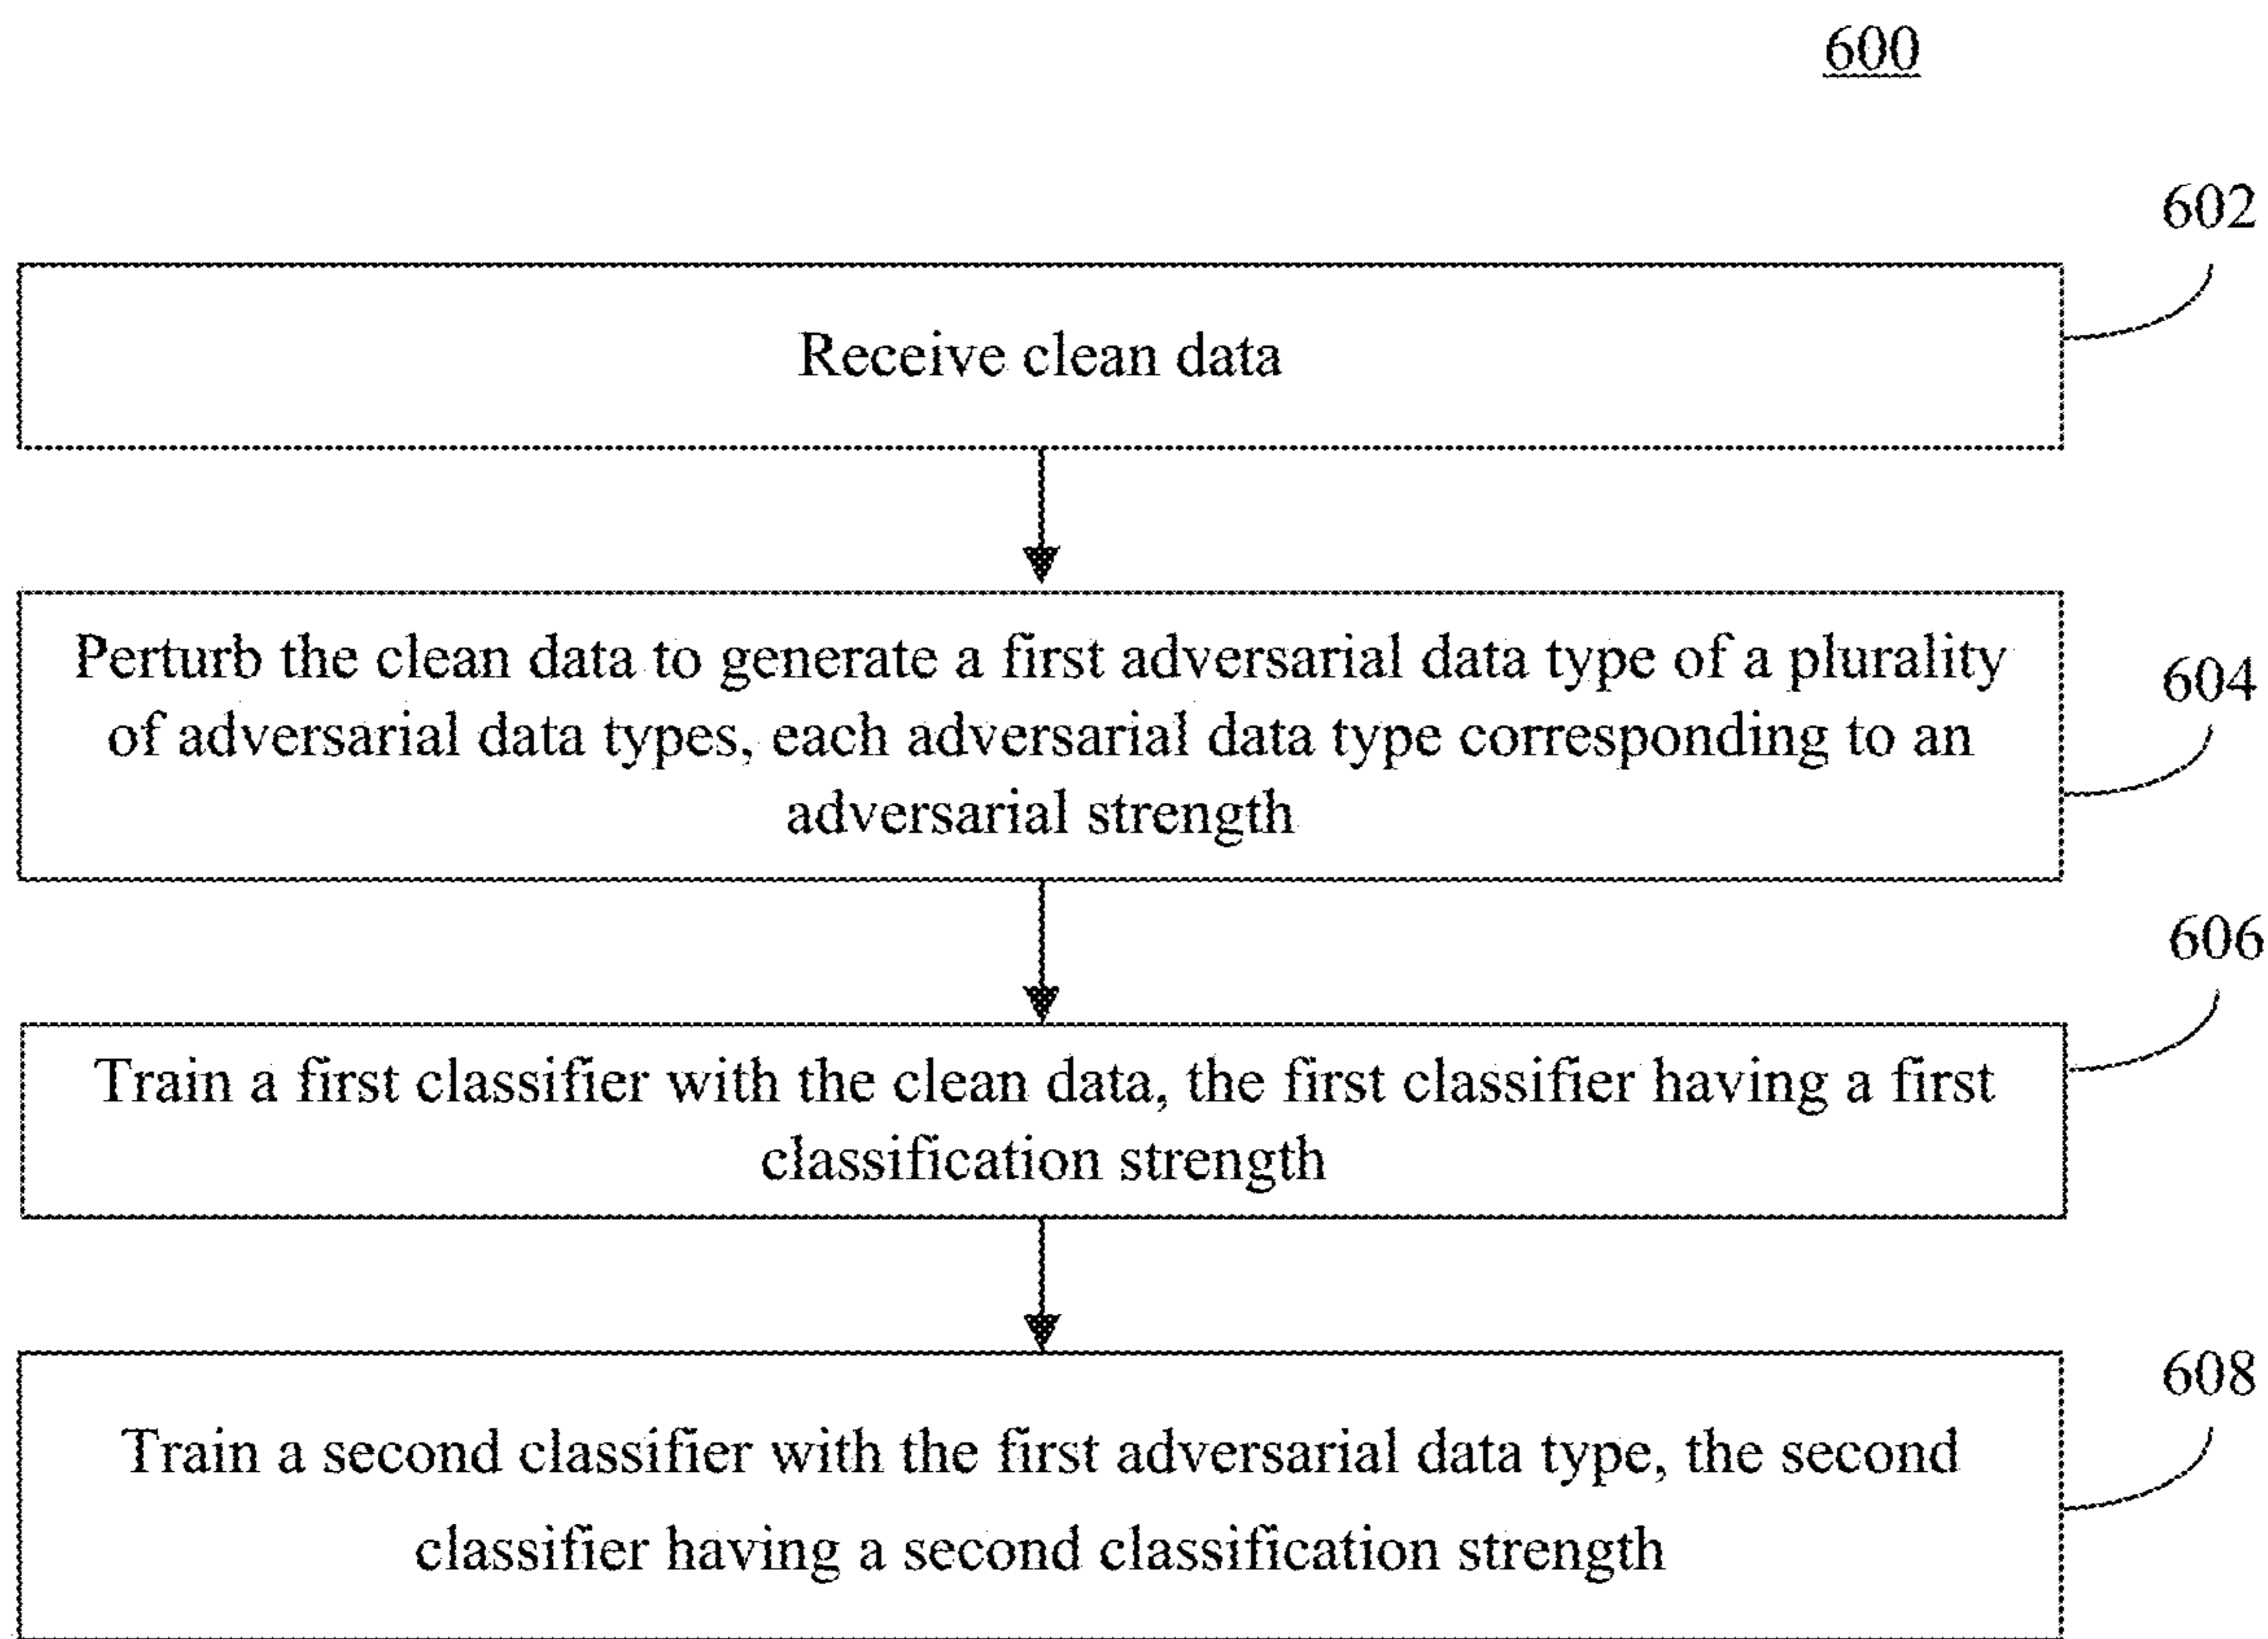 600
602
Receive clean data
Perturb the clean data to generate a first adversarial data type of a plurality
604
of adversarial data types, each adversarial data type corresponding to an
adversarial strength
606
Train a first classifier with the clean data, the first classifier having a first
classification strength
608
Train a second classifier with the first adversarial data type, the second
classifier having a second classification strength